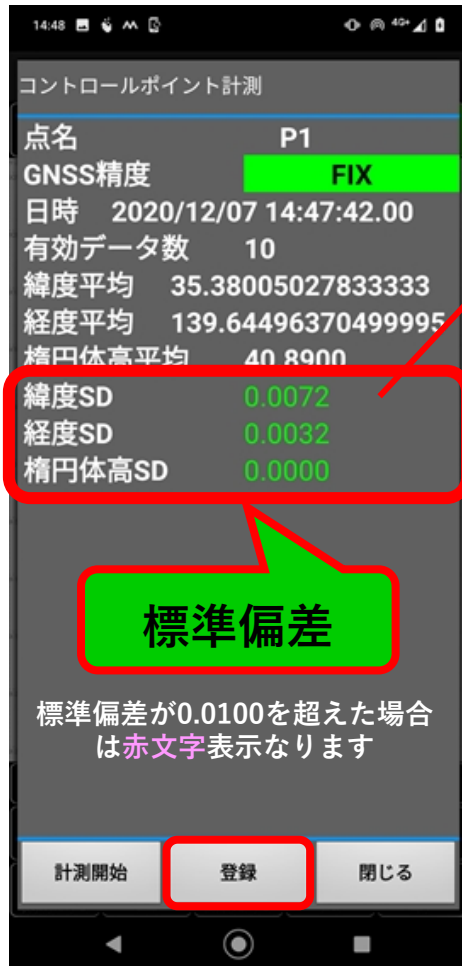 14:48
4G+
コントロールポイント計測
点名 P1
GNSS精度 FIX
日時 2020/12/07 14:47:42.00
有効データ数 10
緯度平均 35.38005027833333
経度平均 139.64496370499995
楕円体高平均 40.8900
緯度SD 0.0072
経度SD 0.0032
楕円体高SD 0.0000
標準偏差
標準偏差が0.0100を超えた場合
は赤文字表示なります
計測開始 登録 閉じる